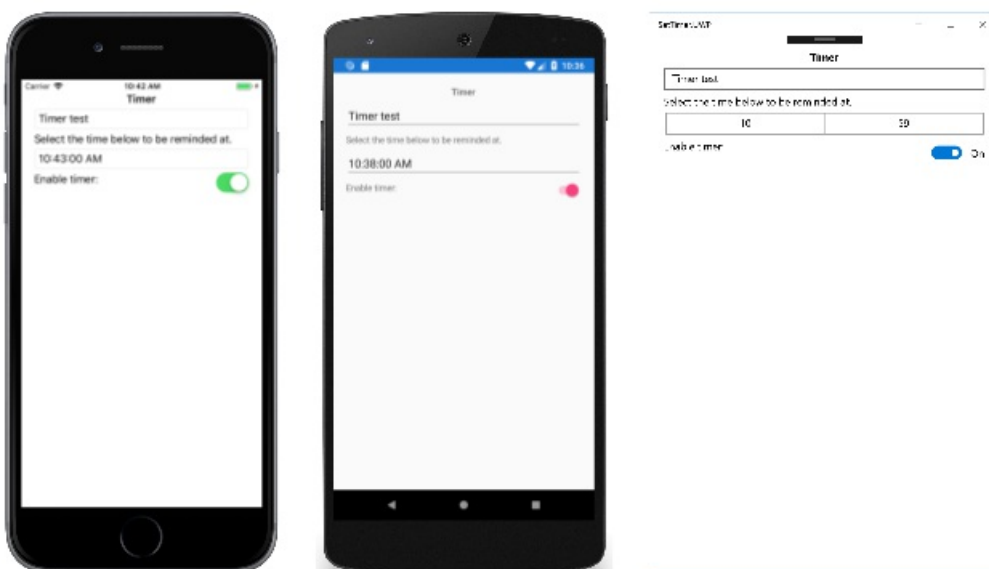 Carrier
10:42 AM
Timer
Timer test
Select the time below to be reminded at.
10:43:00 AM
Enable timer:
10:36
Timer
Timer test
Select the time below to be reminded at.
10:38:00 AM
Enable timer:
Timer
Timer test
Select the time below to be reminded at.
10
39
Enable timer:
On